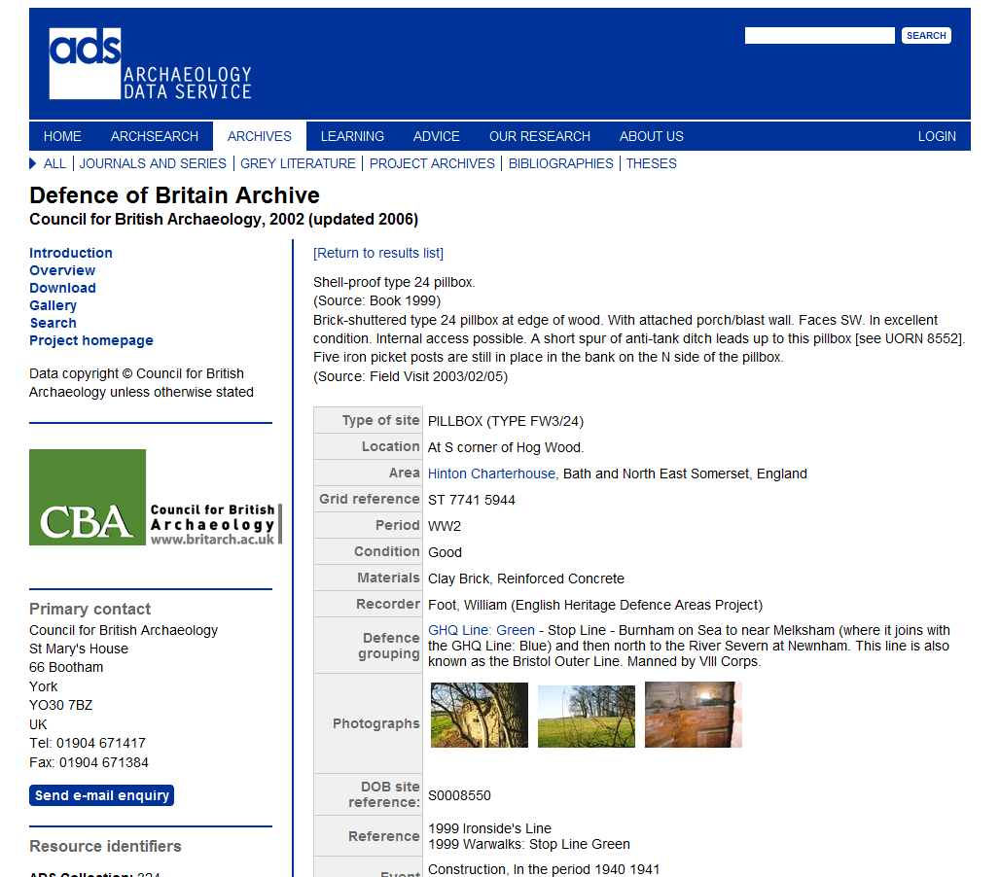 ads
ARCHAEOLOGY
DATA SERVICE
SEARCH
HOME ARCHSEARCH ARCHIVES LEARNING ADVICE OUR RESEARCH ABOUT US LOGIN
ALL | JOURNALS AND SERIES | GREY LITERATURE | PROJECT ARCHIVES | BIBLIOGRAPHIES | THESES
Defence of Britain Archive
Council for British Archaeology, 2002 (updated 2006)
Introduction
Overview
Download
Gallery
Search
Project homepage
Data copyright © Council for British
Archaeology unless otherwise stated
CBA
Council for British
Archaeology
www.britarch.ac.uk
Primary contact
Council for British Archaeology
St Mary's House
66 Bootham
York
YO30 7BZ
UK
Tel: 01904 671417
Fax: 01904 671384
Send e-mail enquiry
Resource identifiers
ADS Collection: 324
[Return to results list]
Shell-proof type 24 pillbox.
(Source: Book 1999)
Brick-shuttered type 24 pillbox at edge of wood. With attached porch/blast wall. Faces SW. In excellent
condition. Internal access possible. A short spur of anti-tank ditch leads up to this pillbox [see UORN 8552].
Five iron picket posts are still in place in the bank on the N side of the pillbox.
(Source: Field Visit 2003/02/05)
Type of site PILLBOX (TYPE FW3/24)
Location At S corner of Hog Wood.
Area Hinton Charterhouse, Bath and North East Somerset, England
Grid reference ST 7741 5944
Period WW2
Condition Good
Materials Clay Brick, Reinforced Concrete
Recorder Foot, William (English Heritage Defence Areas Project)
Defence
grouping
GHQ Line: Green - Stop Line - Burnham on Sea to near Melksham (where it joins with
the GHQ Line: Blue) and then north to the River Severn at Newnham. This line is also
known as the Bristol Outer Line. Manned by VIII Corps.
Photographs
DOB site
reference:
S0008550
Reference
1999 Ironside's Line
1999 Warwalks: Stop Line Green
Event
Construction, In the period 1940 1941